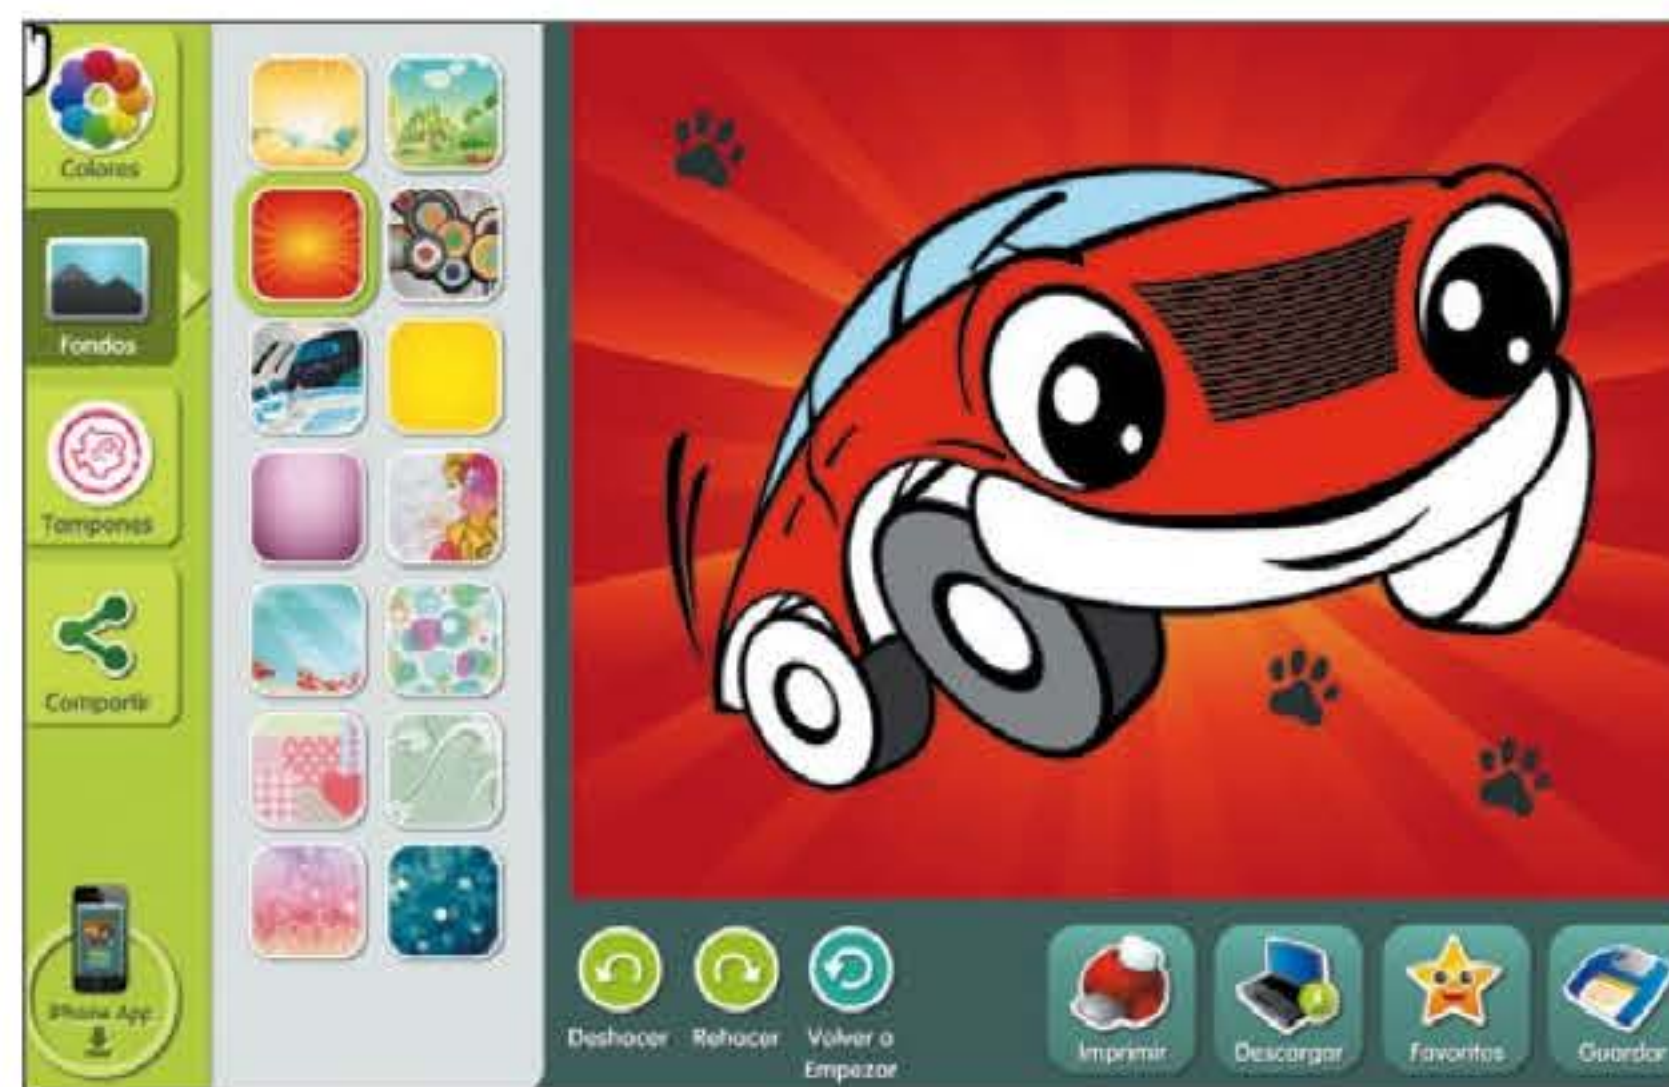 Colores
Fondos
Tampones
Compartir
iPhone App
Deshacer
Rehacer
Volver a
Empezar
Imprimir
Descargar
Favoritos
Guardar